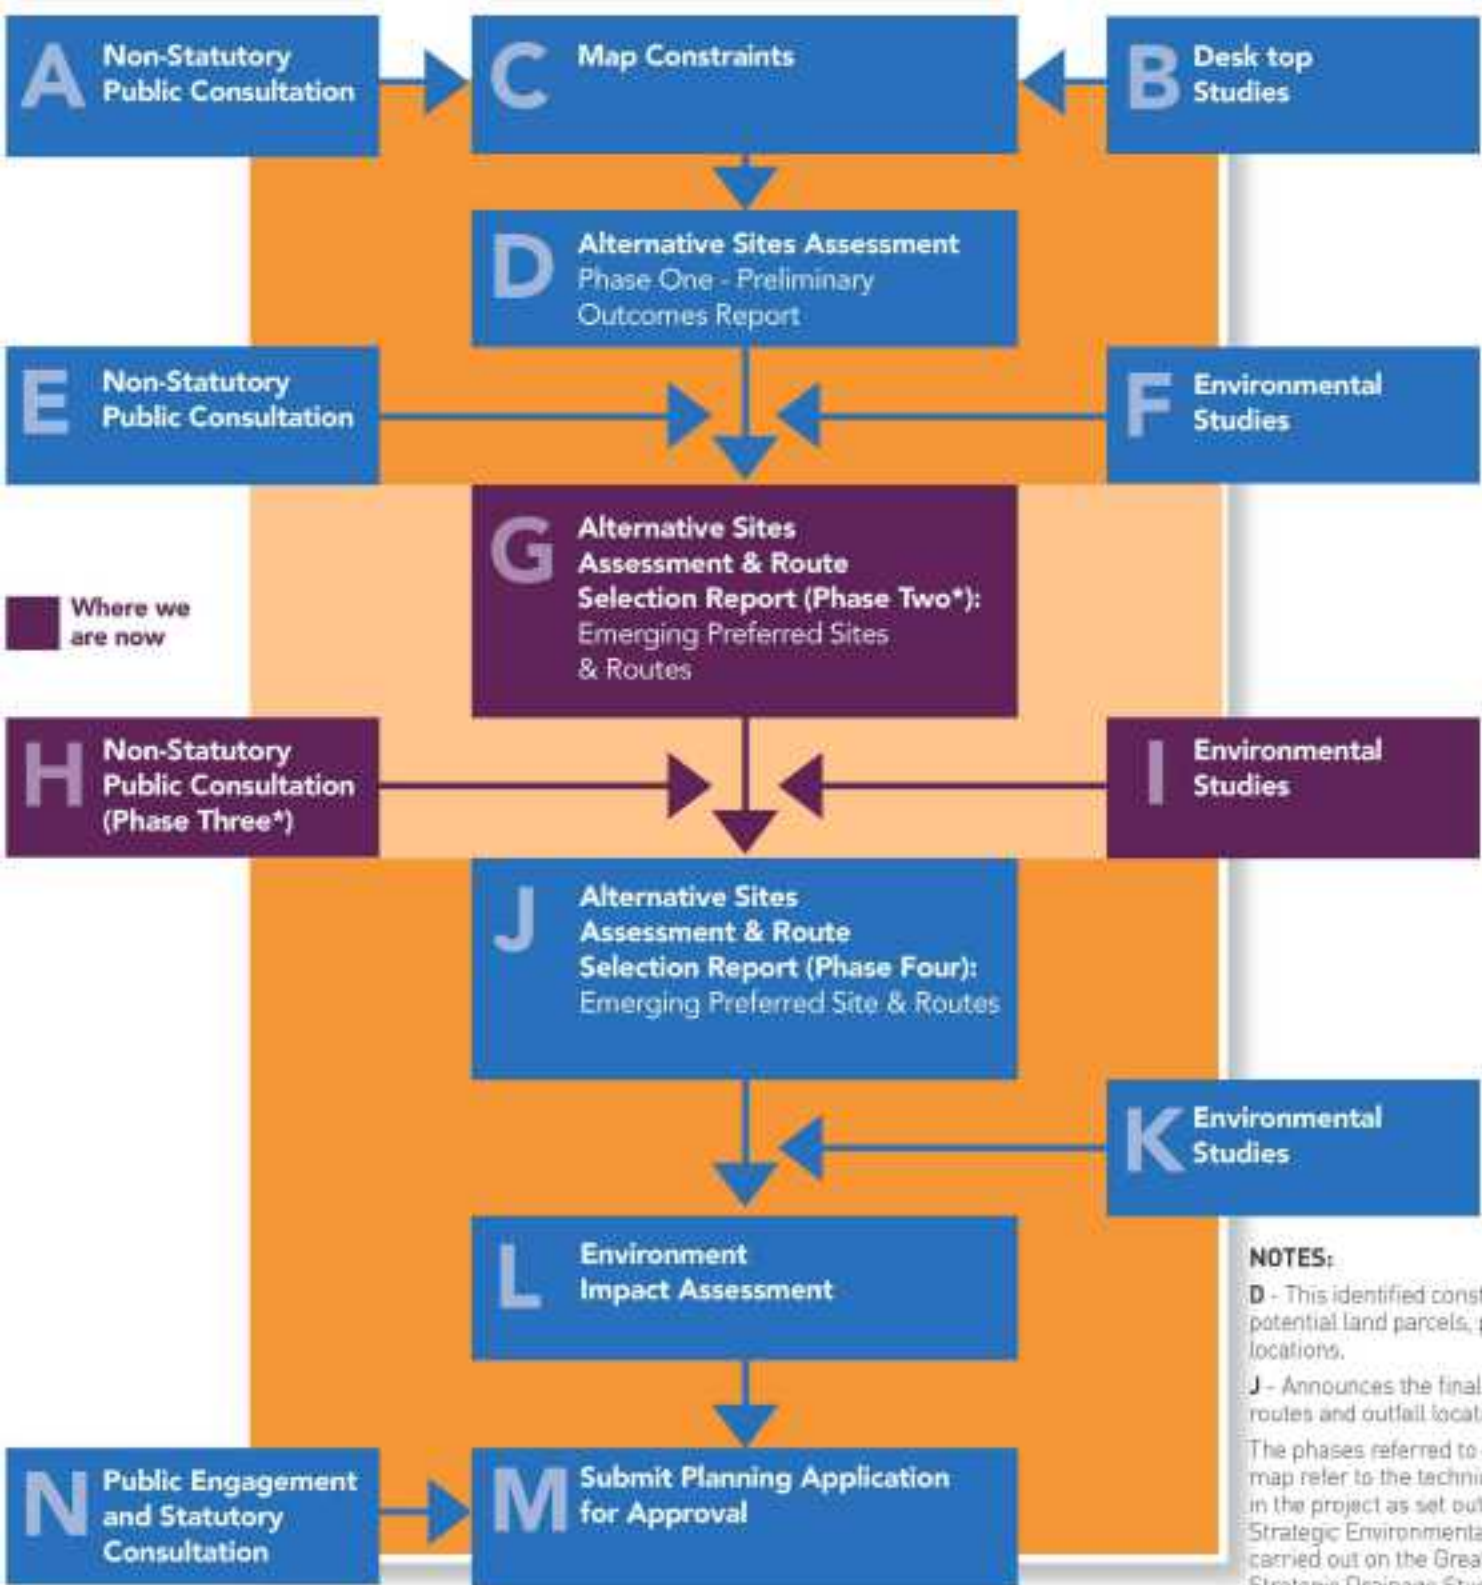 A
Non-Statutory
Public Consultation
C
Map Constraints
B
Desk top
Studies
D
Alternative Sites Assessment
Phase One - Preliminary
Outcomes Report
E
Non-Statutory
Public Consultation
F
Environmental
Studies
G
Alternative Sites
Assessment & Route
Selection Report (Phase Two*):
Emerging Preferred Sites
& Routes
Where we
are now
H
Non-Statutory
Public Consultation
(Phase Three*)
I
Environmental
Studies
J
Alternative Sites
Assessment & Route
Selection Report (Phase Four):
Emerging Preferred Site & Routes
K
Environmental
Studies
L
Environment
Impact Assessment
N
Public Engagement
and Statutory
Consultation
M
Submit Planning Application
for Approval
NOTES:
D - This identified
potential land parcels,
locations.
J - Announces the final
routes and outfall
The phases referred to
map refer to the
in the project as set out
Strategic
carried out on the
Strategic Drainage